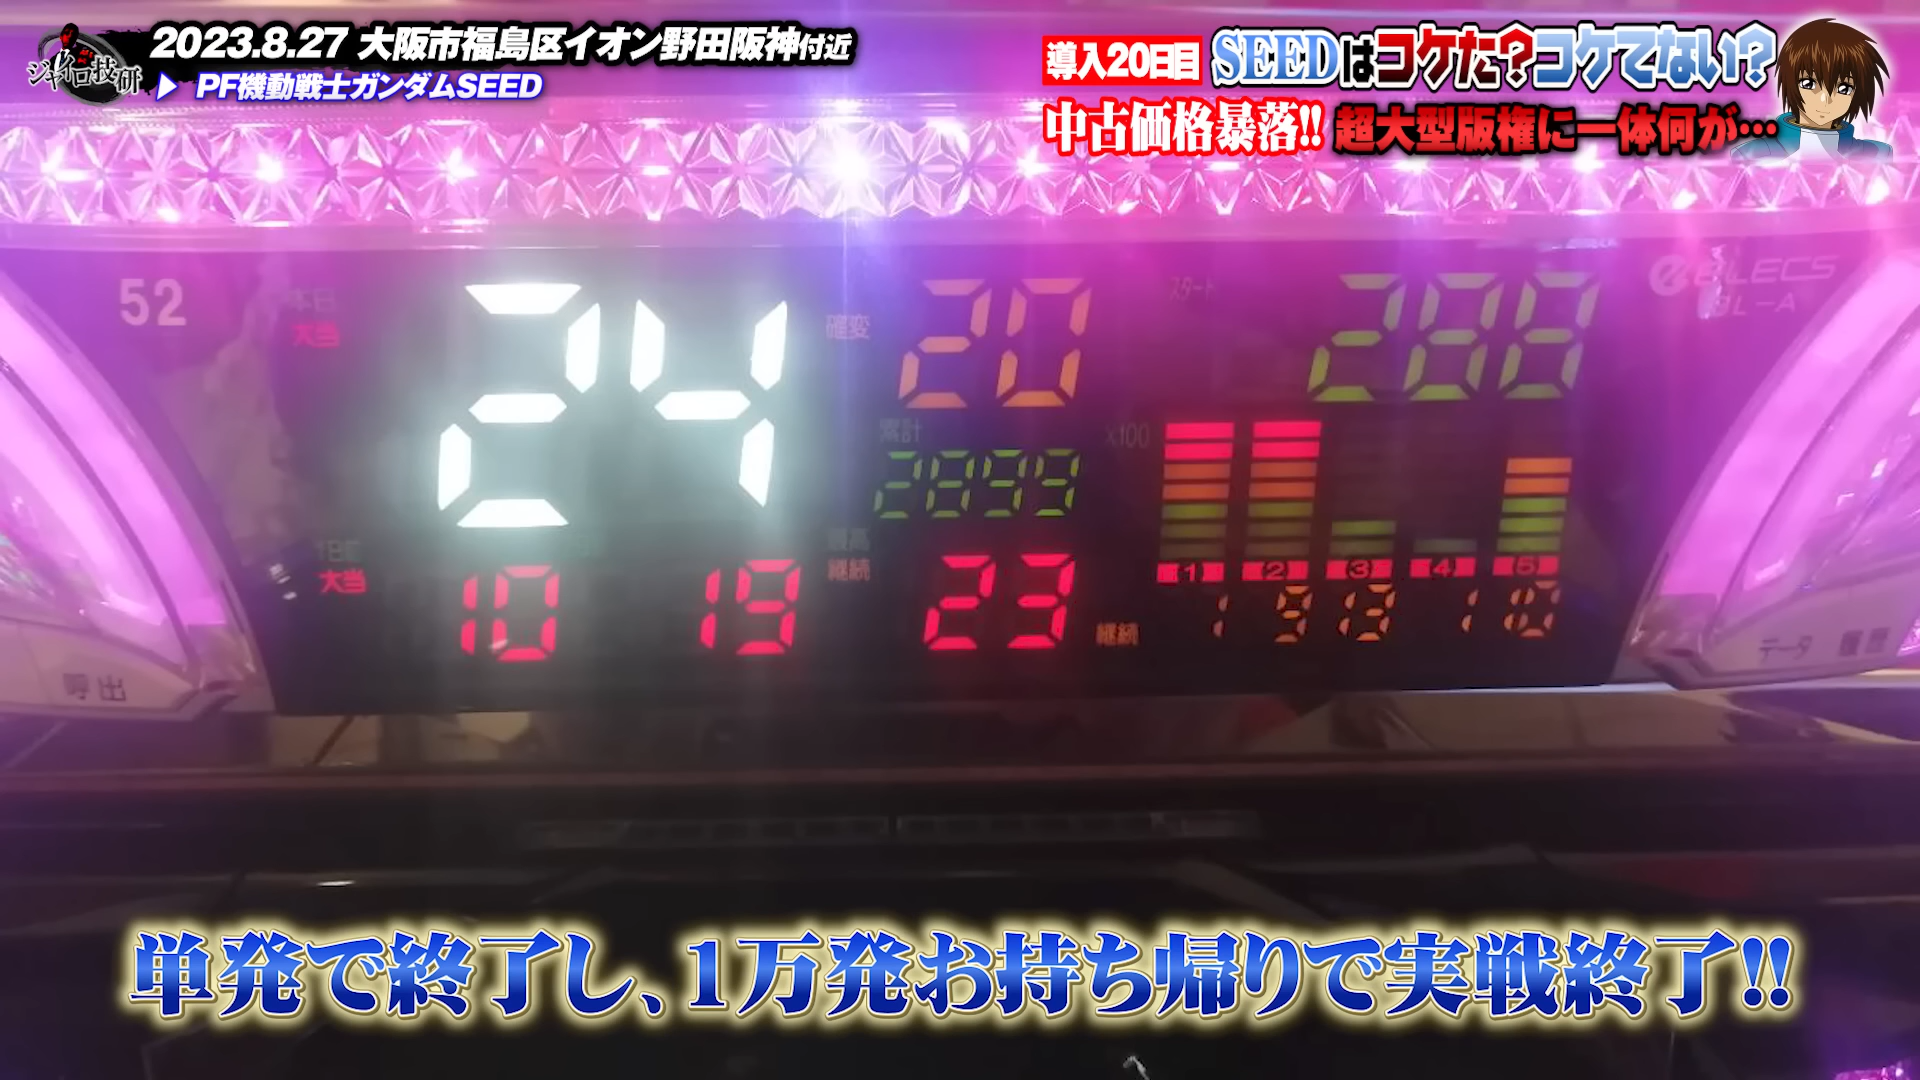 ジャイロ技研
2023.8.27 大阪市福島区イオン野田阪神付近
▶ PF機動戦士ガンダムSEED
導入20日目 SEEDはコケた?コケてない?
中古価格暴落!! 超大型版権に一体何が…
52
本日
大当
24
確変
20
スタート
288
ELECS
BL-A
累計
2859
x100
1日前
大当
10 19
最高
継続
23
1 2 3 4 5
継続
1 9 13 1 10
呼出
データ
単発で終了し、1万発お持ち帰りで実戦終了!!